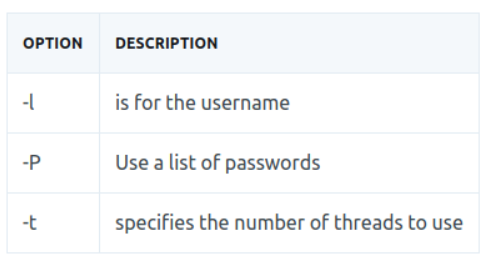 OPTION DESCRIPTION
-l is for the username
-P Use a list of passwords
-t specifies the number of threads to use